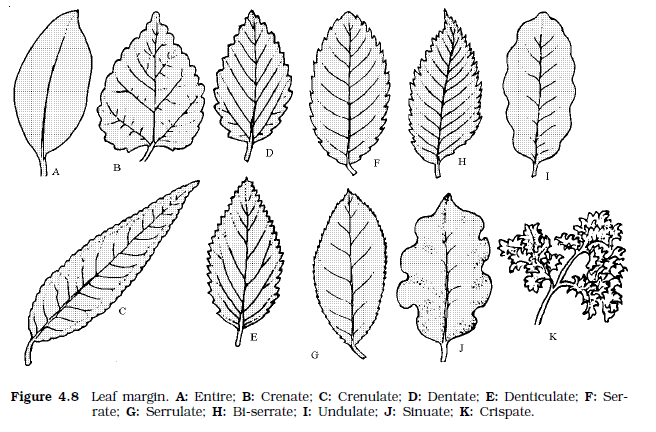 A
B
D
F
H
I
C
E
G
J
K
Figure 4.8 Leaf margin. A: Entire; B: Crenate; C: Crenulate; D: Dentate; E: Denticulate; F: Ser-
rate; G: Serrulate; H: Bi-serrate; I: Undulate; J: Sinuate; K: Crispate.